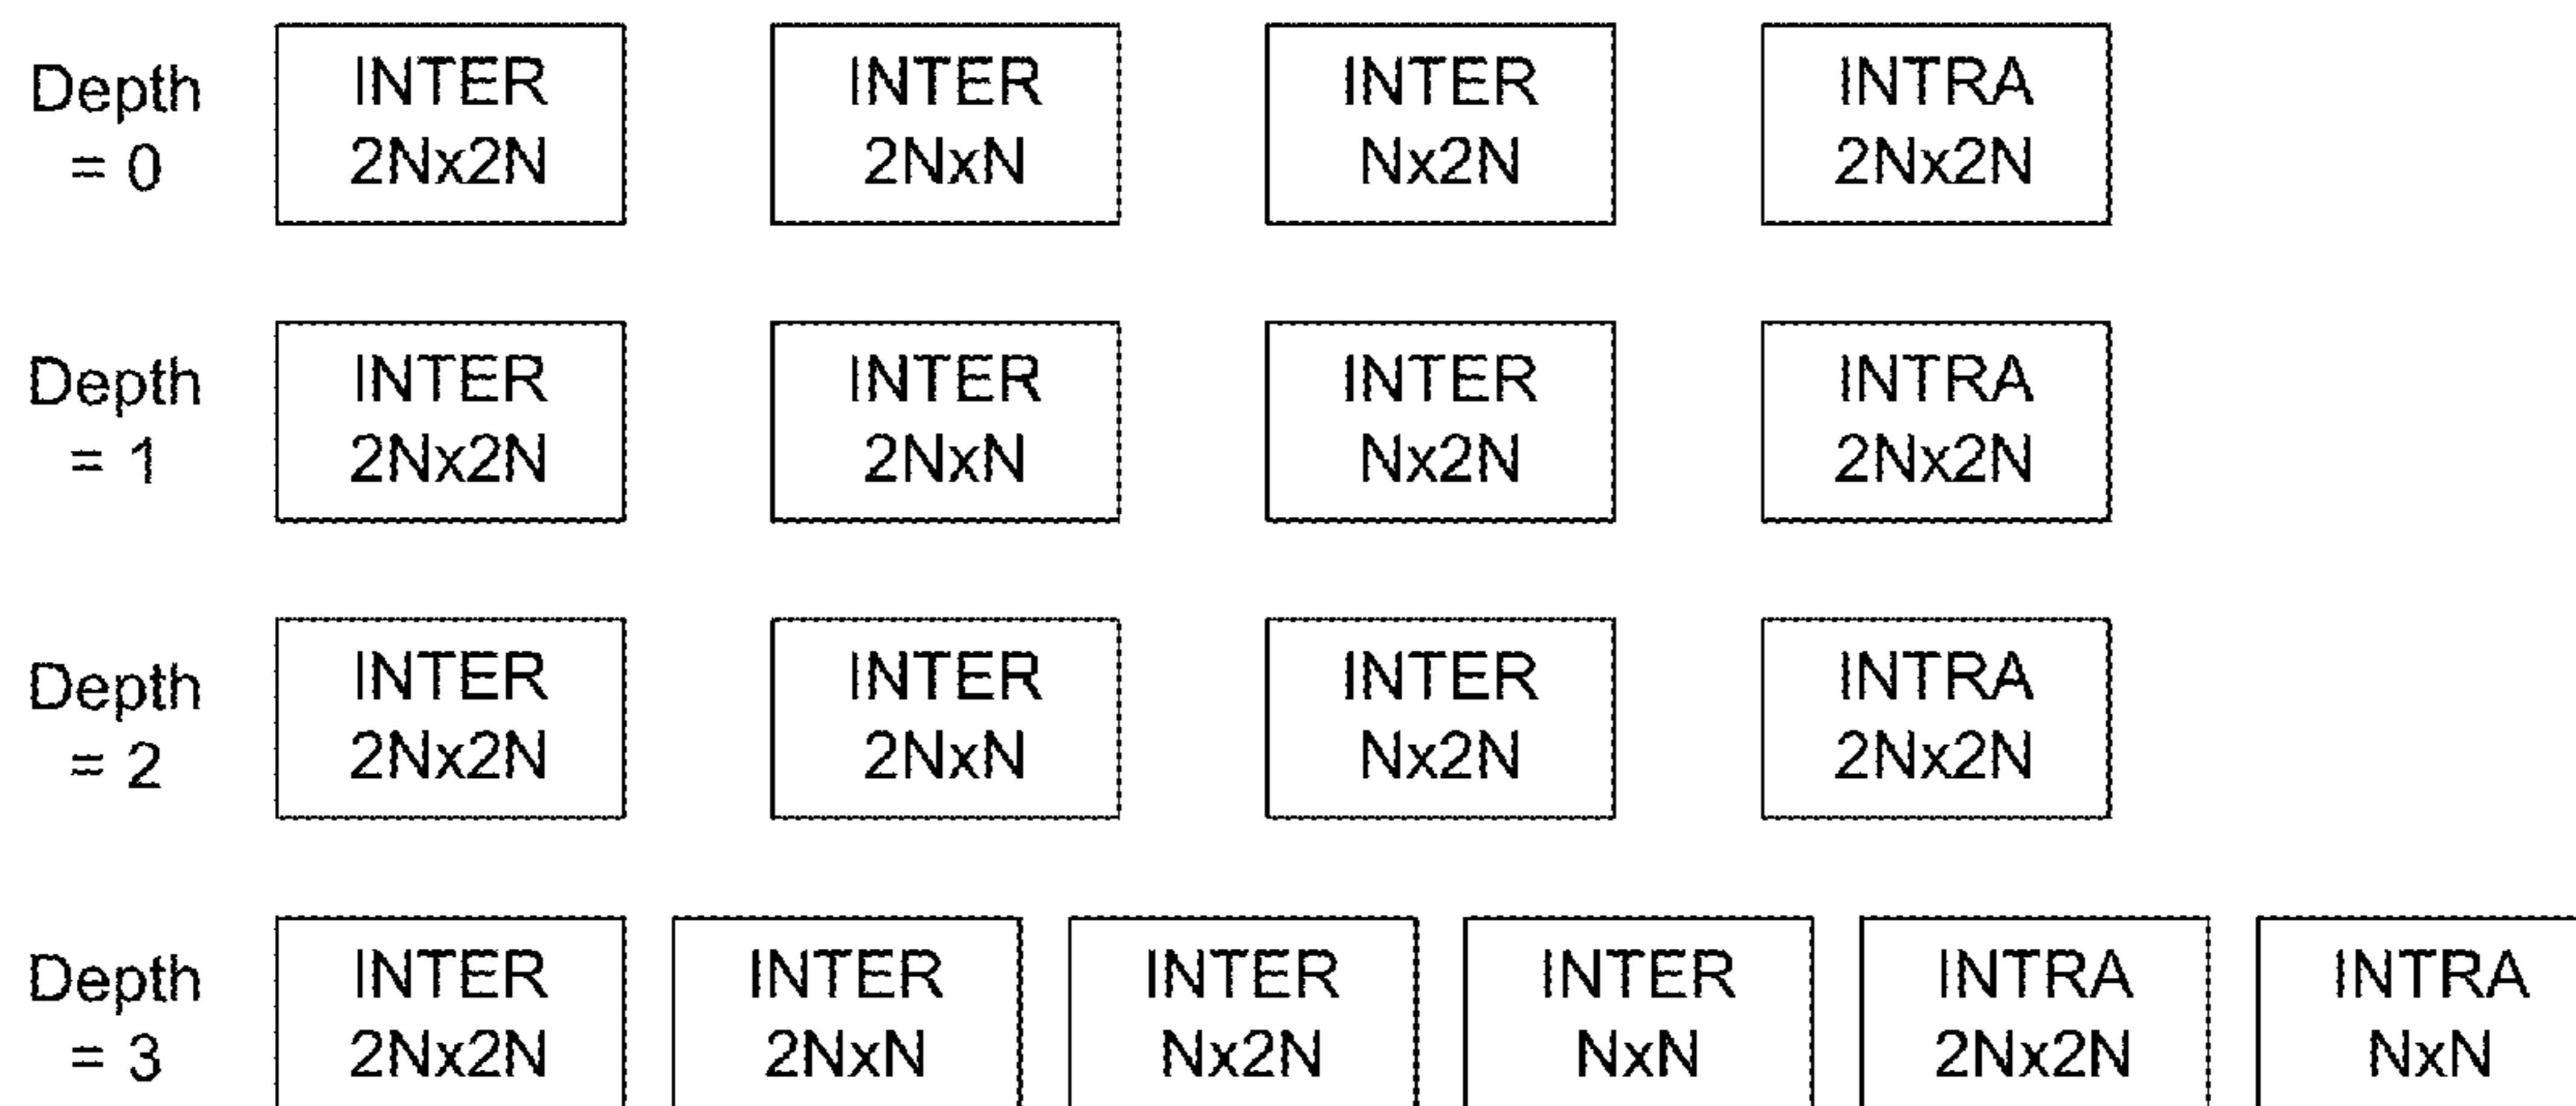 Depth
= 0
INTER
2Nx2N
INTER
2NxN
INTER
Nx2N
INTRA
2Nx2N
Depth
= 1
INTER
2Nx2N
INTER
2NxN
INTER
Nx2N
INTRA
2Nx2N
Depth
= 2
INTER
2Nx2N
INTER
2NxN
INTER
Nx2N
INTRA
2Nx2N
Depth
= 3
INTER
2Nx2N
INTER
2NxN
INTER
Nx2N
INTER
NxN
INTRA
2Nx2N
INTRA
NxN